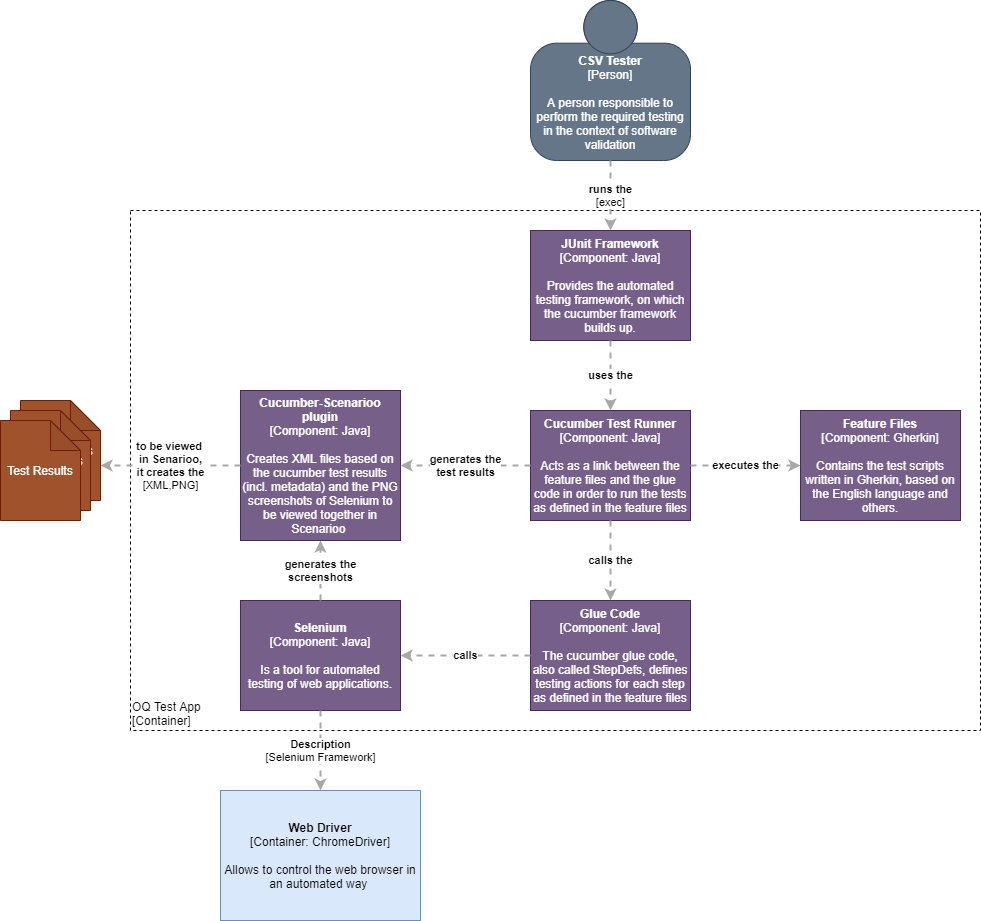 CSV Tester
[Person]
A person responsible to
perform the required testing
in the context of software
validation
runs the
[exec]
JUnit Framework
[Component: Java]
Provides the automated
testing framework, on which
the cucumber framework
builds up.
uses the
Cucumber-Scenarioo
plugin
[Component: Java]
Creates XML files based on
the cucumber test results
(incl. metadata) and the PNG
screenshots of Selenium to
be viewed together in
Scenarioo
Cucumber Test Runner
[Component: Java]
Acts as a link between the
feature files and the glue
code in order to run the tests
as defined in the feature files
Feature Files
[Component: Gherkin]
Contains the test scripts
written in Gherkin, based on
the English language and
others.
Test Results
to be viewed
in Senarioo,
it creates the
[XML,PNG]
generates the
test results
executes the
generates the
screenshots
calls the
Selenium
[Component: Java]
Is a tool for automated
testing of web applications.
calls
Glue Code
[Component: Java]
The cucumber glue code,
also called StepDefs, defines
testing actions for each step
as defined in the feature files
OQ Test App
[Container]
Description
[Selenium Framework]
Web Driver
[Container: ChromeDriver]
Allows to control the web browser in
an automated way